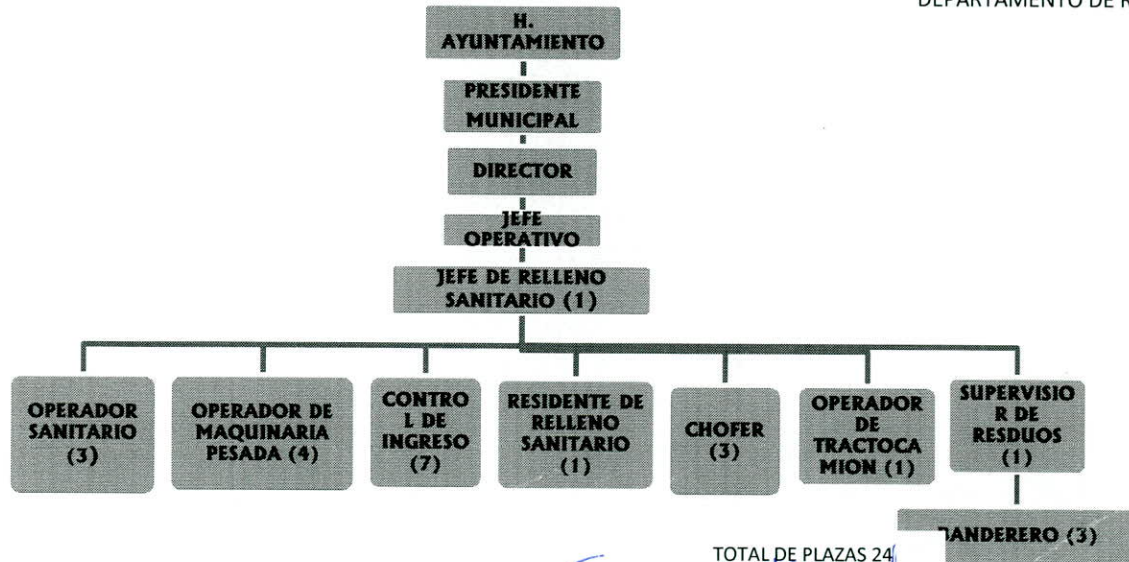 DEPARTAMENTO DE R
H.
AYUNTAMIENTO
PRESIDENTE
MUNICIPAL
DIRECTOR
JEFE
OPERATIVO
JEFE DE RELLENO
SANITARIO (1)
OPERADOR
SANITARIO
(3)
OPERADOR DE
MAQUINARIA
PESADA (4)
CONTRO
L DE
INGRESO
(7)
RESIDENTE DE
RELLENO
SANITARIO
(1)
CHOFER
(3)
OPERADOR
DE
TRACTOCA
MION (1)
SUPERVISIO
R DE
RESDUOS
(1)
BANDERERO (3)
TOTAL DE PLAZAS 24